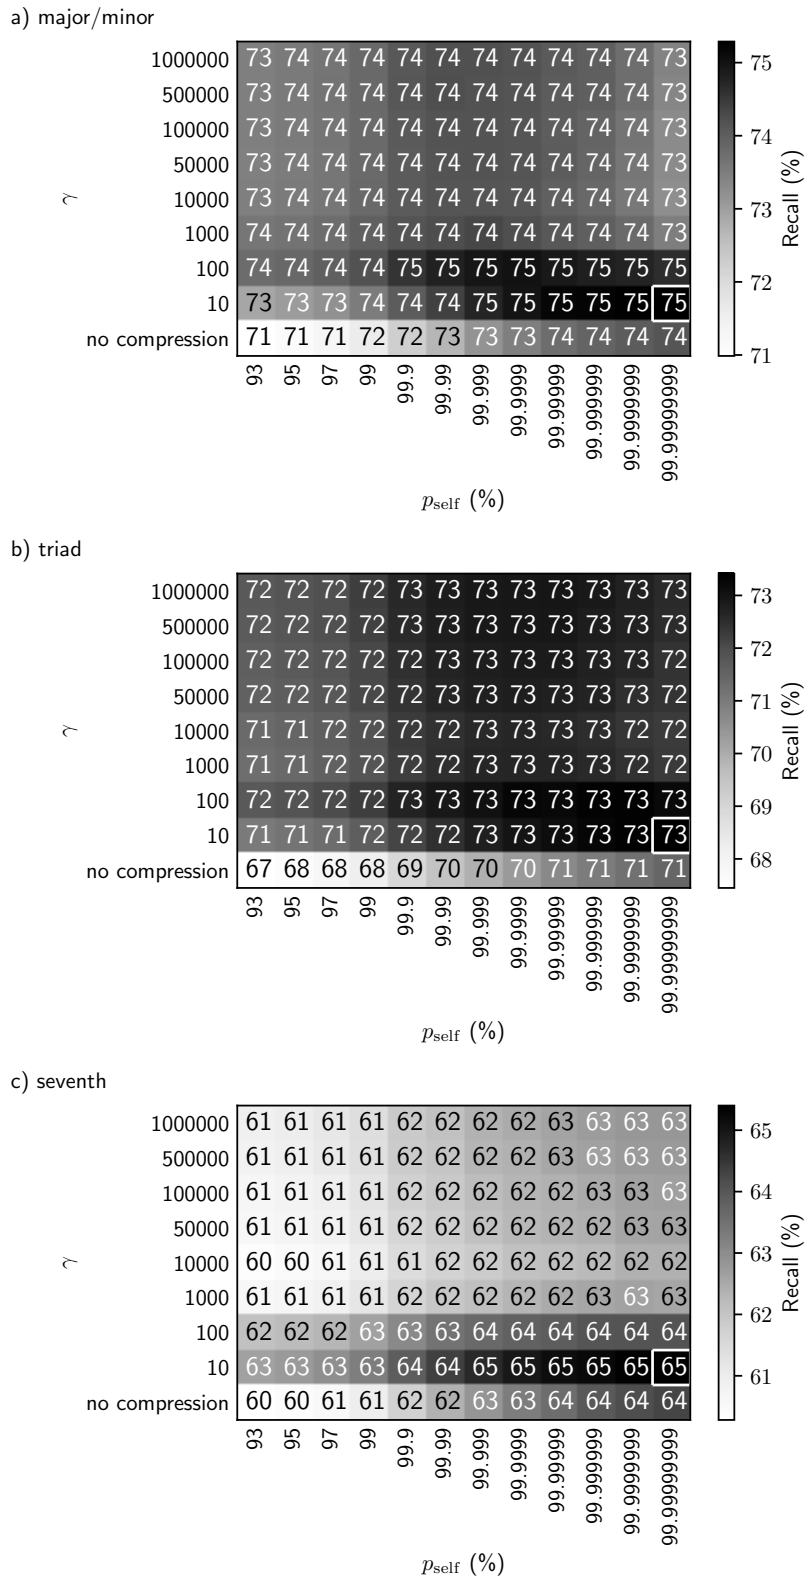 a) major/minor
1000000 73 74 74 74 74 74 74 74 74 74 74 73
500000 73 74 74 74 74 74 74 74 74 74 74 73
100000 73 74 74 74 74 74 74 74 74 74 74 73
50000 73 74 74 74 74 74 74 74 74 74 74 73
10000 73 74 74 74 74 74 74 74 74 74 74 73
1000 74 74 74 74 74 74 74 74 74 74 74 73
100 74 74 74 74 75 75 75 75 75 75 75 75
10 73 73 73 74 74 74 75 75 75 75 75 75
no compression 71 71 71 72 72 73 73 73 74 74 74 74
γ
93 95 97 99 99.9 99.99 99.999 99.9999 99.99999 99.999999 99.9999999 99.99999999
p_self (%)
75
74
73
72
71
Recall (%)
b) triad
1000000 72 72 72 72 73 73 73 73 73 73 73 73
500000 72 72 72 72 73 73 73 73 73 73 73 73
100000 72 72 72 72 72 73 73 73 73 73 73 72
50000 72 72 72 72 72 73 73 73 73 73 73 72
10000 71 71 72 72 72 72 73 73 73 73 72 72
1000 71 71 72 72 72 72 73 73 73 73 72 72
100 72 72 72 72 73 73 73 73 73 73 73 73
10 71 71 71 72 72 72 73 73 73 73 73 73
no compression 67 68 68 68 69 70 70 70 71 71 71 71
γ
93 95 97 99 99.9 99.99 99.999 99.9999 99.99999 99.999999 99.9999999 99.99999999
p_self (%)
73
72
71
70
69
68
Recall (%)
c) seventh
1000000 61 61 61 61 62 62 62 62 63 63 63 63
500000 61 61 61 61 62 62 62 62 63 63 63 63
100000 61 61 61 61 62 62 62 62 62 63 63 63
50000 61 61 61 61 62 62 62 62 62 62 63 63
10000 60 60 61 61 61 62 62 62 62 62 62 62
1000 61 61 61 61 62 62 62 62 62 63 63 63
100 62 62 62 63 63 63 64 64 64 64 64 64
10 63 63 63 63 64 64 65 65 65 65 65 65
no compression 60 60 61 61 62 62 63 63 64 64 64 64
γ
93 95 97 99 99.9 99.99 99.999 99.9999 99.99999 99.999999 99.9999999 99.99999999
p_self (%)
65
64
63
62
61
Recall (%)